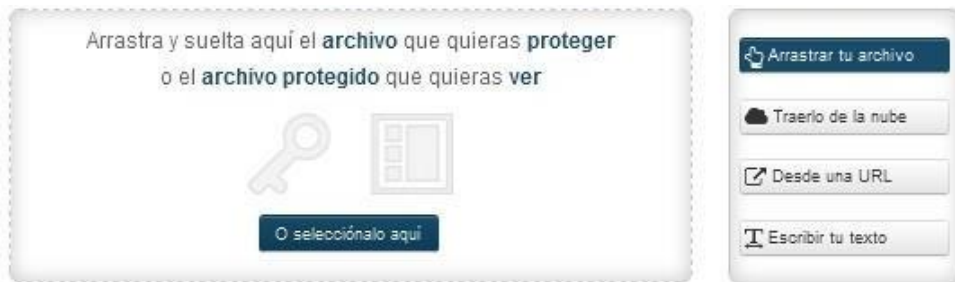 Arrastra y suelta aquí el archivo que quieras proteger
o el archivo protegido que quieras ver
O selecciónalo aquí
Arrastrar tu archivo
Traerlo de la nube
Desde una URL
Escribir tu texto